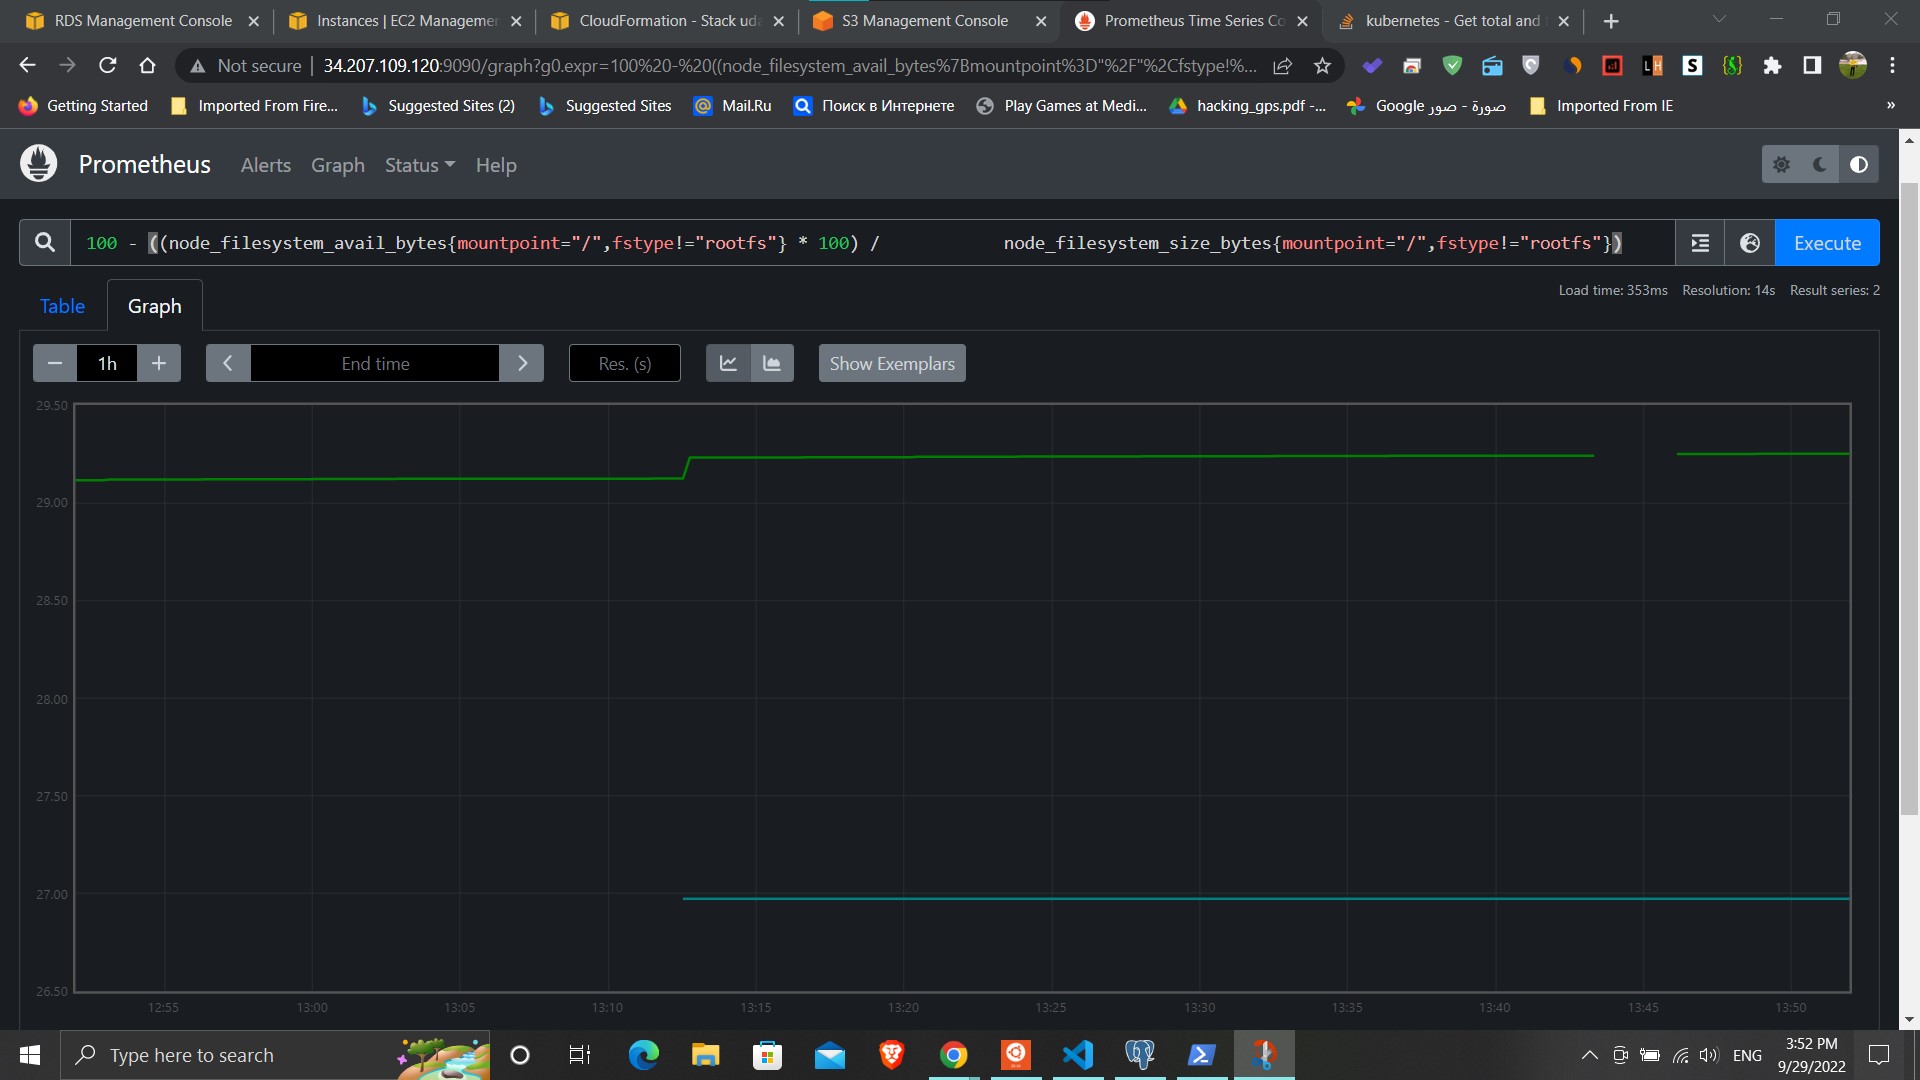 RDS Management Console
Instances | EC2 Managemen
CloudFormation - Stack uda
S3 Management Console
Prometheus Time Series Co
kubernetes - Get total and
Not secure
34.207.109.120:9090/graph?g0.expr=100%20-%20((node_filesystem_avail_bytes%7Bmountpoint%3D"%2F"%2Cfstype!%...
Getting Started
Imported From Fire...
Suggested Sites (2)
Suggested Sites
Mail.Ru
Поиск в Интернете
Play Games at Medi...
hacking_gps.pdf -...
Google صورة - صور
Imported From IE
»
Prometheus
Alerts
Graph
Status
Help
100 - ((node_filesystem_avail_bytes{mountpoint="/",fstype!="rootfs"} * 100) / node_filesystem_size_bytes{mountpoint="/",fstype!="rootfs"})
Execute
Table
Graph
Load time: 353ms
Resolution: 14s
Result series: 2
1h
End time
Res. (s)
Show Exemplars
29.50
29.00
28.50
28.00
27.50
27.00
26.50
12:55
13:00
13:05
13:10
13:15
13:20
13:25
13:30
13:35
13:40
13:45
13:50
Type here to search
ENG
3:52 PM
9/29/2022